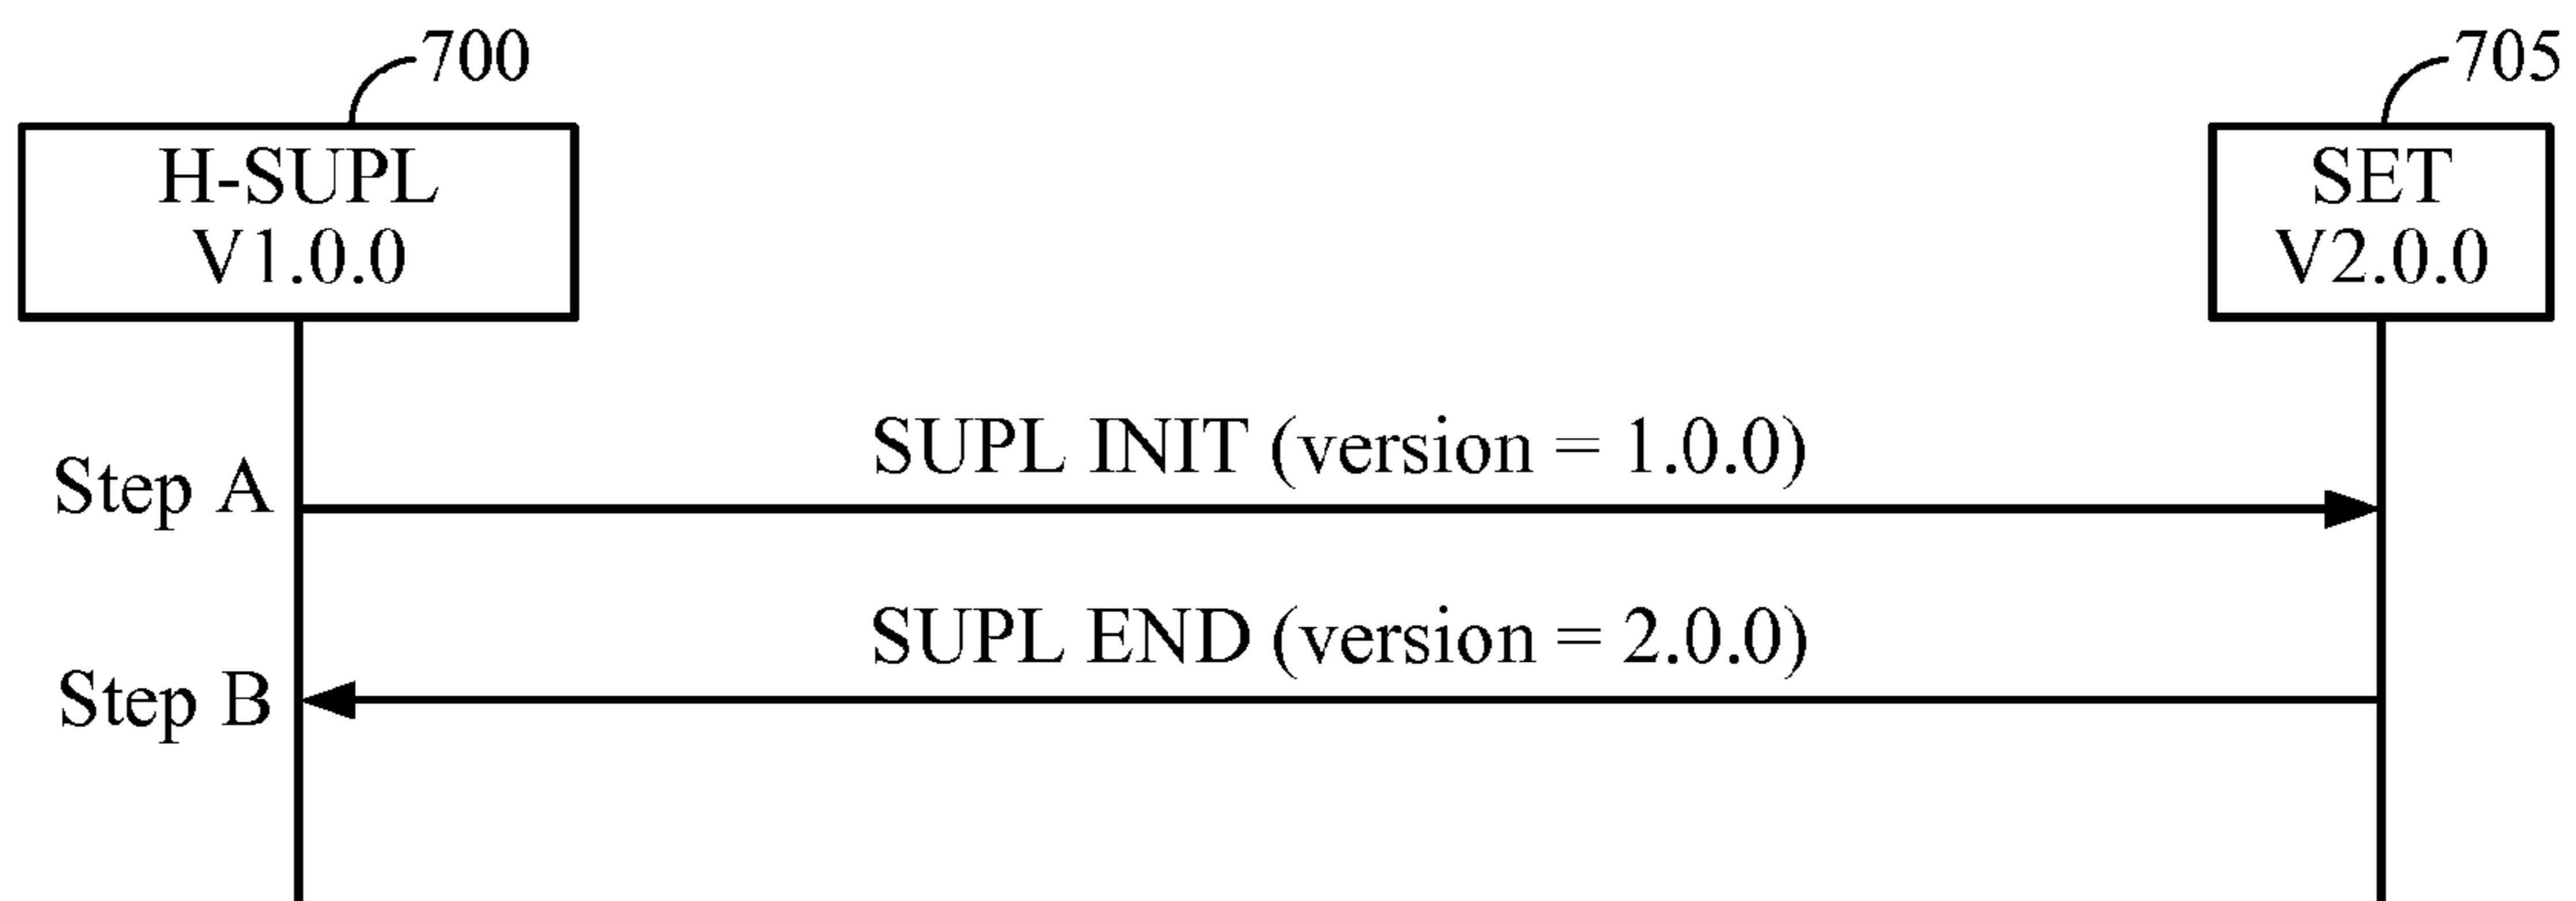 700
705
H-SUPL
V1.0.0
SET
V2.0.0
SUPL INIT (version = 1.0.0)
Step A
SUPL END (version = 2.0.0)
Step B